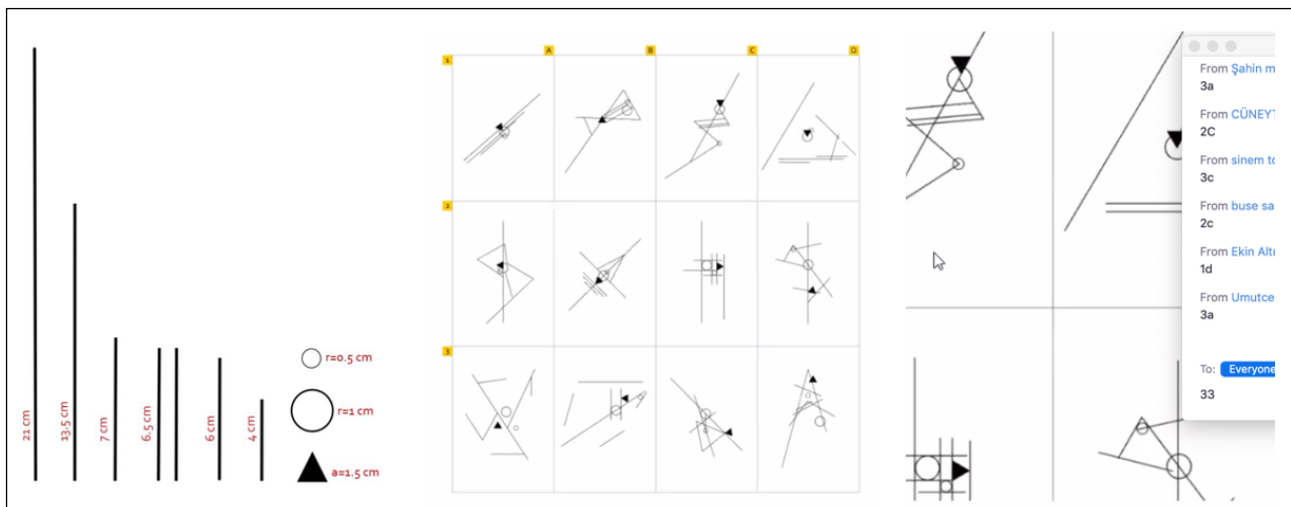 21 cm
13.5 cm
7 cm
6.5 cm
6 cm
4 cm
r=0.5 cm
r=1 cm
a=1.5 cm
A B C D
1
2
3
From Şahin m
3a
From CÜNEYT
2C
From sinem to
3c
From buse sa
2c
From Ekin Altı
1d
From Umutce
3a
To: Everyone
33